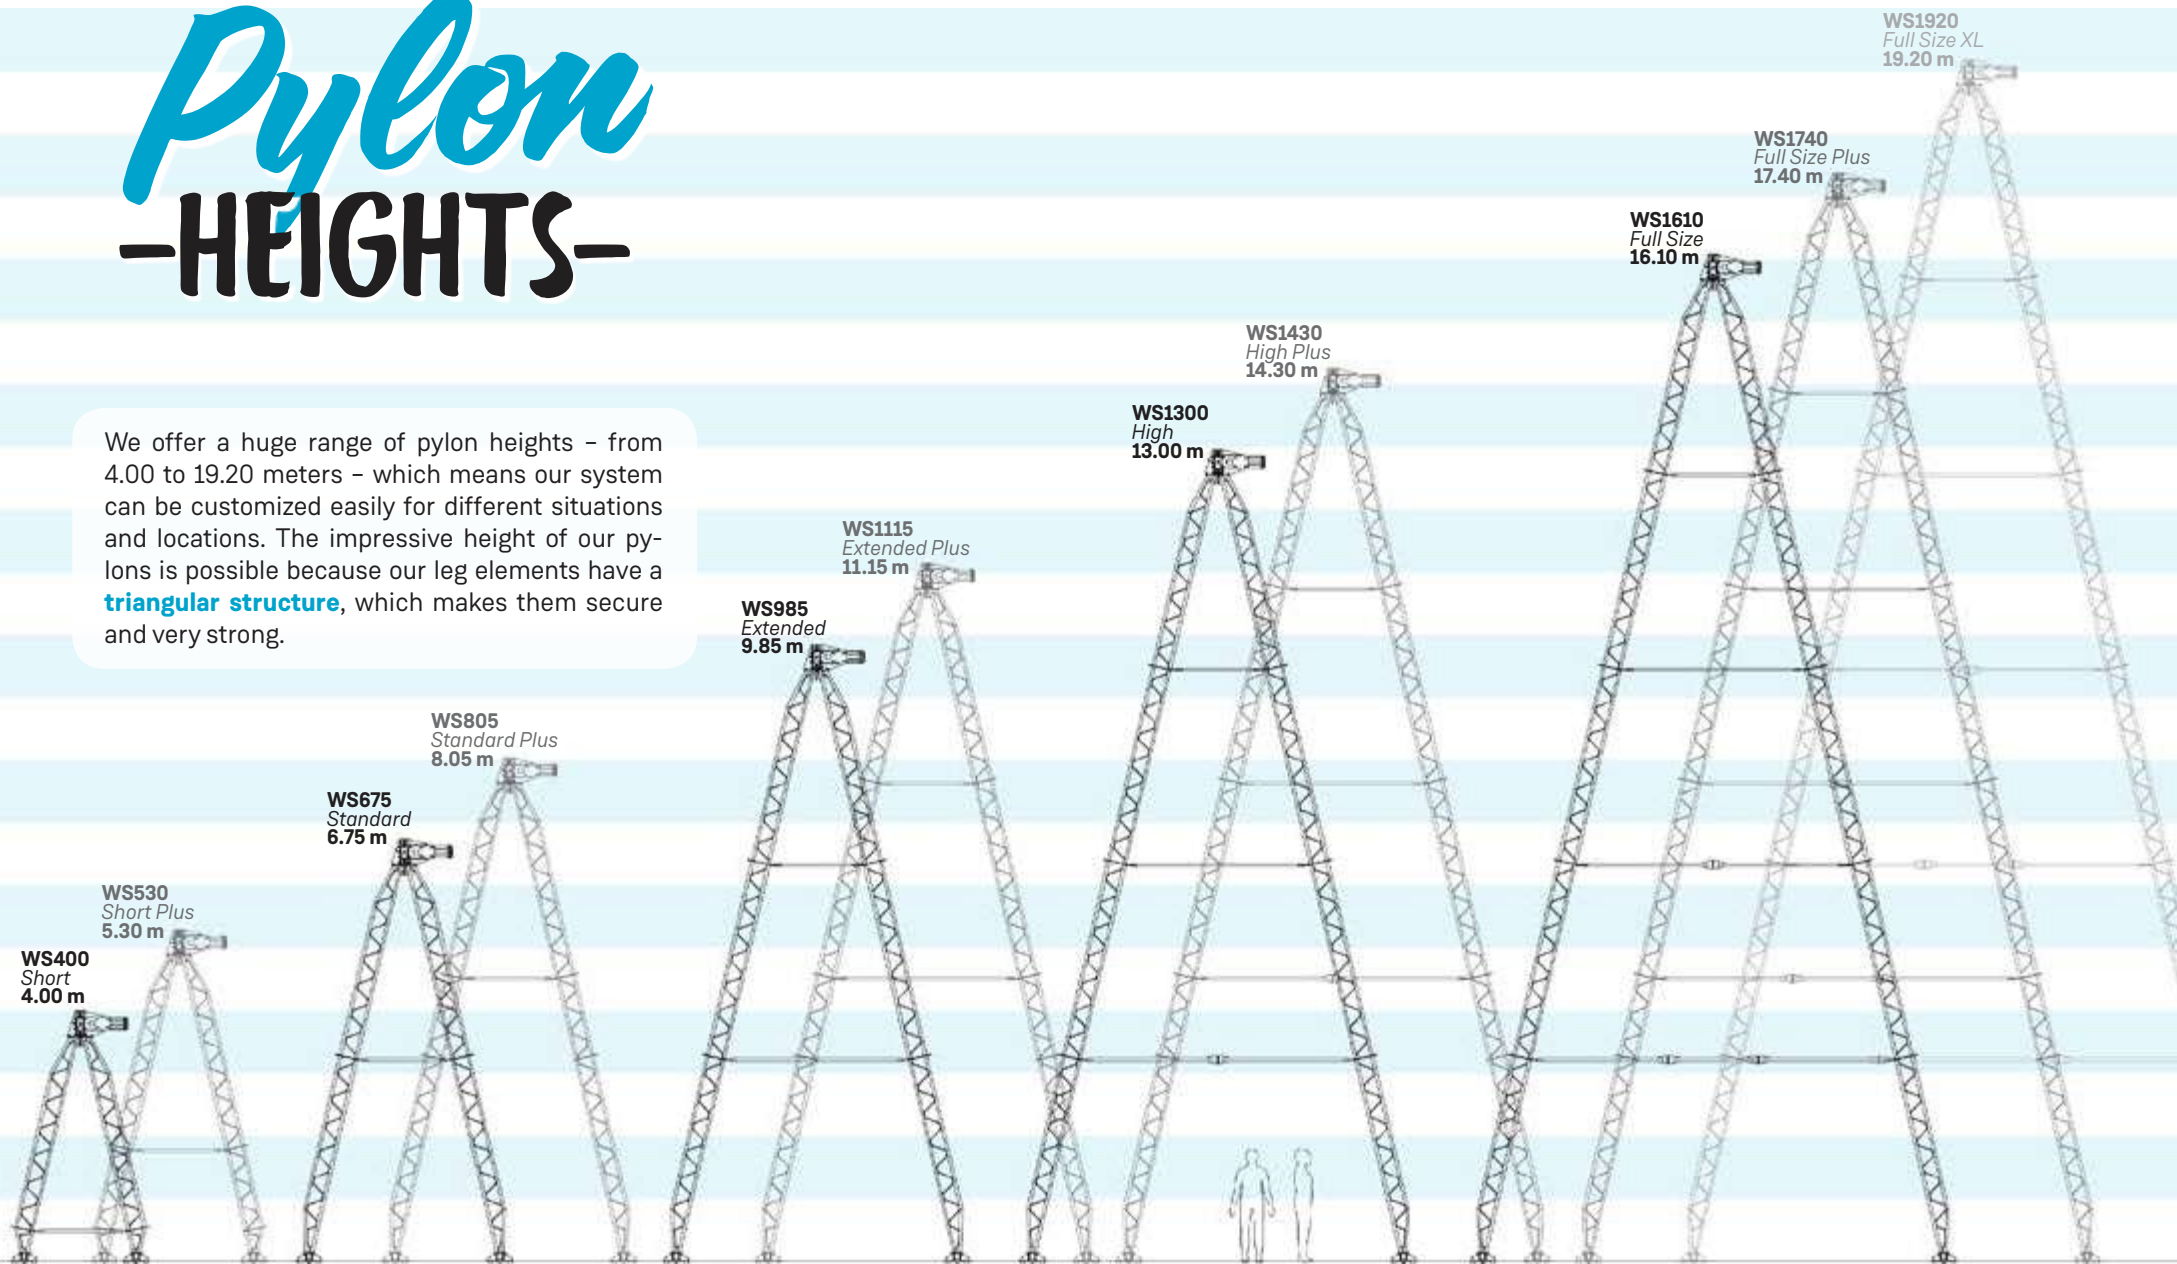 Pylon
-HEIGHTS-
We offer a huge range of pylon heights – from
4.00 to 19.20 meters – which means our system
can be customized easily for different situations
and locations. The impressive height of our py-
lons is possible because our leg elements have a
triangular structure, which makes them secure
and very strong.
WS400
Short
4.00 m
WS530
Short Plus
5.30 m
WS675
Standard
6.75 m
WS805
Standard Plus
8.05 m
WS985
Extended
9.85 m
WS1115
Extended Plus
11.15 m
WS1300
High
13.00 m
WS1430
High Plus
14.30 m
WS1610
Full Size
16.10 m
WS1740
Full Size Plus
17.40 m
WS1920
Full Size XL
19.20 m